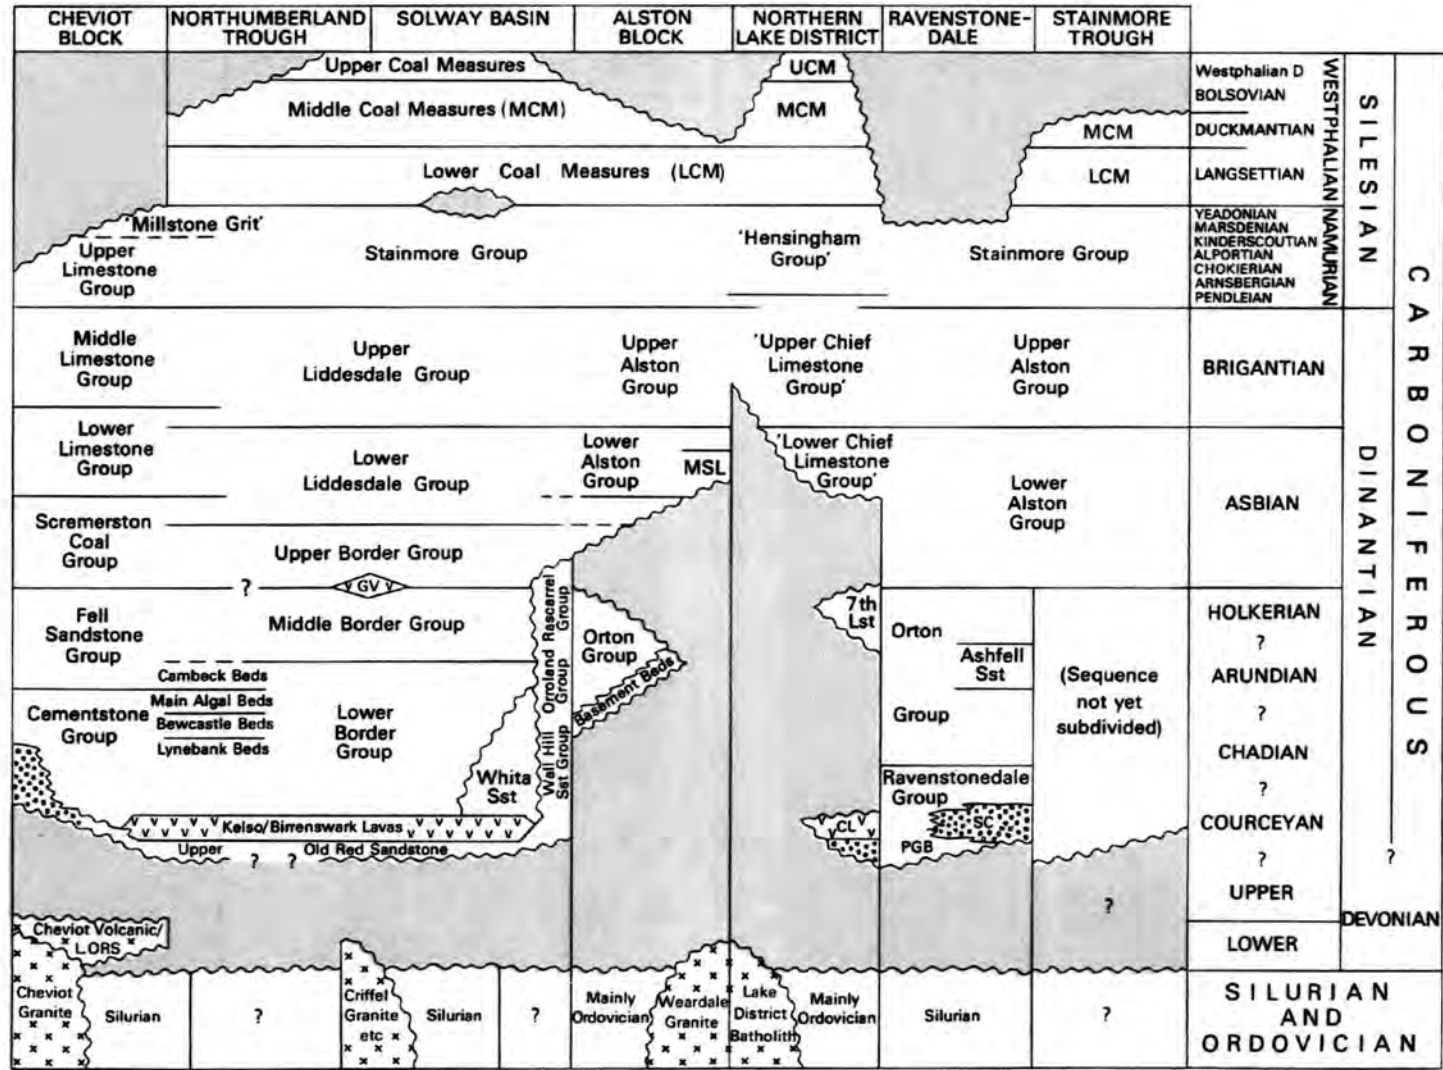 CHEVIOT BLOCK
NORTHUMBERLAND TROUGH
SOLWAY BASIN
ALSTON BLOCK
NORTHERN LAKE DISTRICT
RAVENSTONE-DALE
STAINMORE TROUGH
Upper Coal Measures
UCM
Westphalian D
BOLSOVIAN
Middle Coal Measures (MCM)
MCM
MCM
DUCKMANTIAN
Lower Coal Measures (LCM)
LCM
LANGSETTIAN
WESTPHALIAN
SILESIAN
'Millstone Grit'
Upper
Limestone
Group
Stainmore Group
'Hensingham
Group'
Stainmore Group
YEADONIAN
MARSDENIAN
KINDERSCOUTIAN
ALPORTIAN
CHOKIERIAN
ARNSBERGIAN
PENDLEIAN
NAMURIAN
CARBONIFEROUS
Middle
Limestone
Group
Upper
Liddesdale Group
Upper
Alston
Group
'Upper Chief
Limestone
Group'
Upper
Alston
Group
BRIGANTIAN
Lower
Limestone
Group
Lower
Liddesdale Group
Lower
Alston
Group
MSL
'Lower Chief
Limestone
Group'
Lower
Alston
Group
ASBIAN
DINANTIAN
Scremerston
Coal
Group
Upper Border Group
?
GV
Fell
Sandstone
Group
Middle Border Group
Orroland Rascarrel
Group Group
Orton
Group
Basement Beds
7th
Lst
Orton
Group
Ashfell
Sst
(Sequence
not yet
subdivided)
HOLKERIAN
?
ARUNDIAN
?
CHADIAN
?
COURCEYAN
?
UPPER
LOWER
?
DEVONIAN
Cambeck Beds
Main Algal Beds
Bewcastle Beds
Lynebank Beds
Cementstone
Group
Lower
Border
Group
Whita
Sst
Wall Hill
Sst Group
Ravenstonedale
Group
SC
PGB
CL
Kelso/Birrenswark Lavas
Upper ? ? Old Red Sandstone
?
Cheviot Volcanic/
LORS
Cheviot
Granite
Silurian
?
Criffel
Granite
etc
Silurian
?
Mainly
Ordovician
Weardale
Granite
Lake
District
Batholith
Mainly
Ordovician
Silurian
?
SILURIAN
AND
ORDOVICIAN